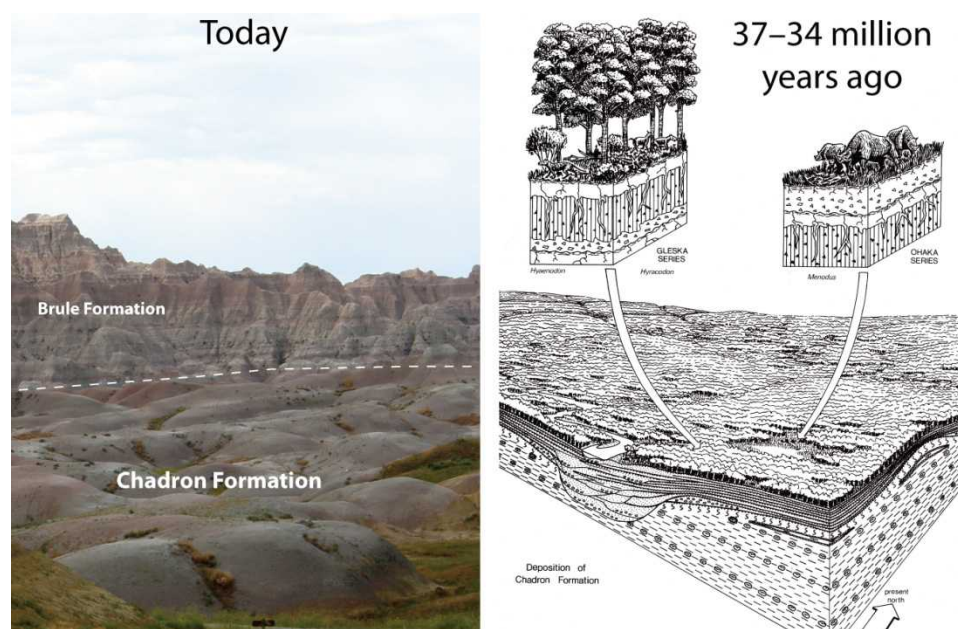 Today
Brule Formation
Chadron Formation
37–34 million
years ago
GLESKA
SERIES
Hyaenodon
Hyracodon
OHAKA
SERIES
Menodus
Deposition of
Chadron Formation
present
north